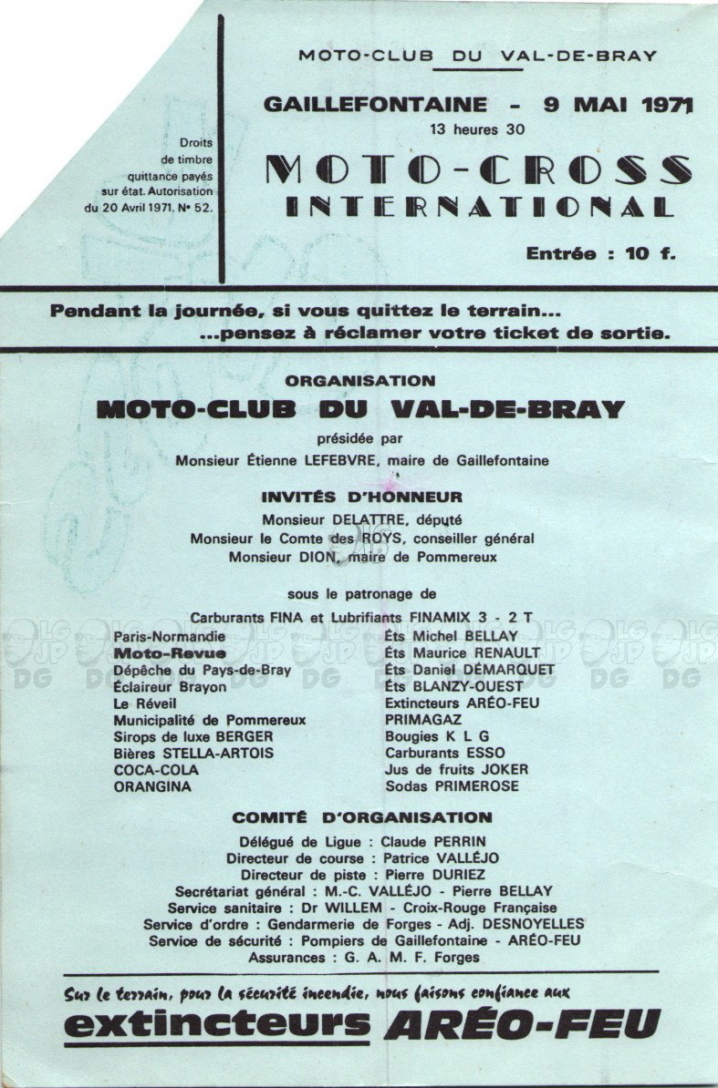 MOTO-CLUB DU VAL-DE-BRAY
GAILLEFONTAINE - 9 MAI 1971
13 heures 30
MOTO-CROSS
INTERNATIONAL
Entrée : 10 f.
Droits
de timbre
quittance payés
sur état. Autorisation
du 20 Avril 1971. N° 52.
Pendant la journée, si vous quittez le terrain...
...pensez à réclamer votre ticket de sortie.
ORGANISATION
MOTO-CLUB DU VAL-DE-BRAY
présidée par
Monsieur Étienne LEFEBVRE, maire de Gaillefontaine
INVITÉS D'HONNEUR
Monsieur DELATTRE, député
Monsieur le Comte des ROYS, conseiller général
Monsieur DION, maire de Pommereux
sous le patronage de
Carburants FINA et Lubrifiants FINAMIX 3 - 2 T
Paris-Normandie
Moto-Revue
Dépêche du Pays-de-Bray
Éclaireur Brayon
Le Réveil
Municipalité de Pommereux
Sirops de luxe BERGER
Bières STELLA-ARTOIS
COCA-COLA
ORANGINA
Éts Michel BELLAY
Éts Maurice RENAULT
Éts Daniel DÉMARQUET
Éts BLANZY-OUEST
Extincteurs ARÉO-FEU
PRIMAGAZ
Bougies K L G
Carburants ESSO
Jus de fruits JOKER
Sodas PRIMEROSE
COMITÉ D'ORGANISATION
Délégué de Ligue : Claude PERRIN
Directeur de course : Patrice VALLÉJO
Directeur de piste : Pierre DURIEZ
Secrétariat général : M.-C. VALLÉJO - Pierre BELLAY
Service sanitaire : Dr WILLEM - Croix-Rouge Française
Service d'ordre : Gendarmerie de Forges - Adj. DESNOYELLES
Service de sécurité : Pompiers de Gaillefontaine - ARÉO-FEU
Assurances : G. A. M. F. Forges
Sur le terrain, pour la sécurité incendie, nous faisons confiance aux
extincteurs ARÉO-FEU